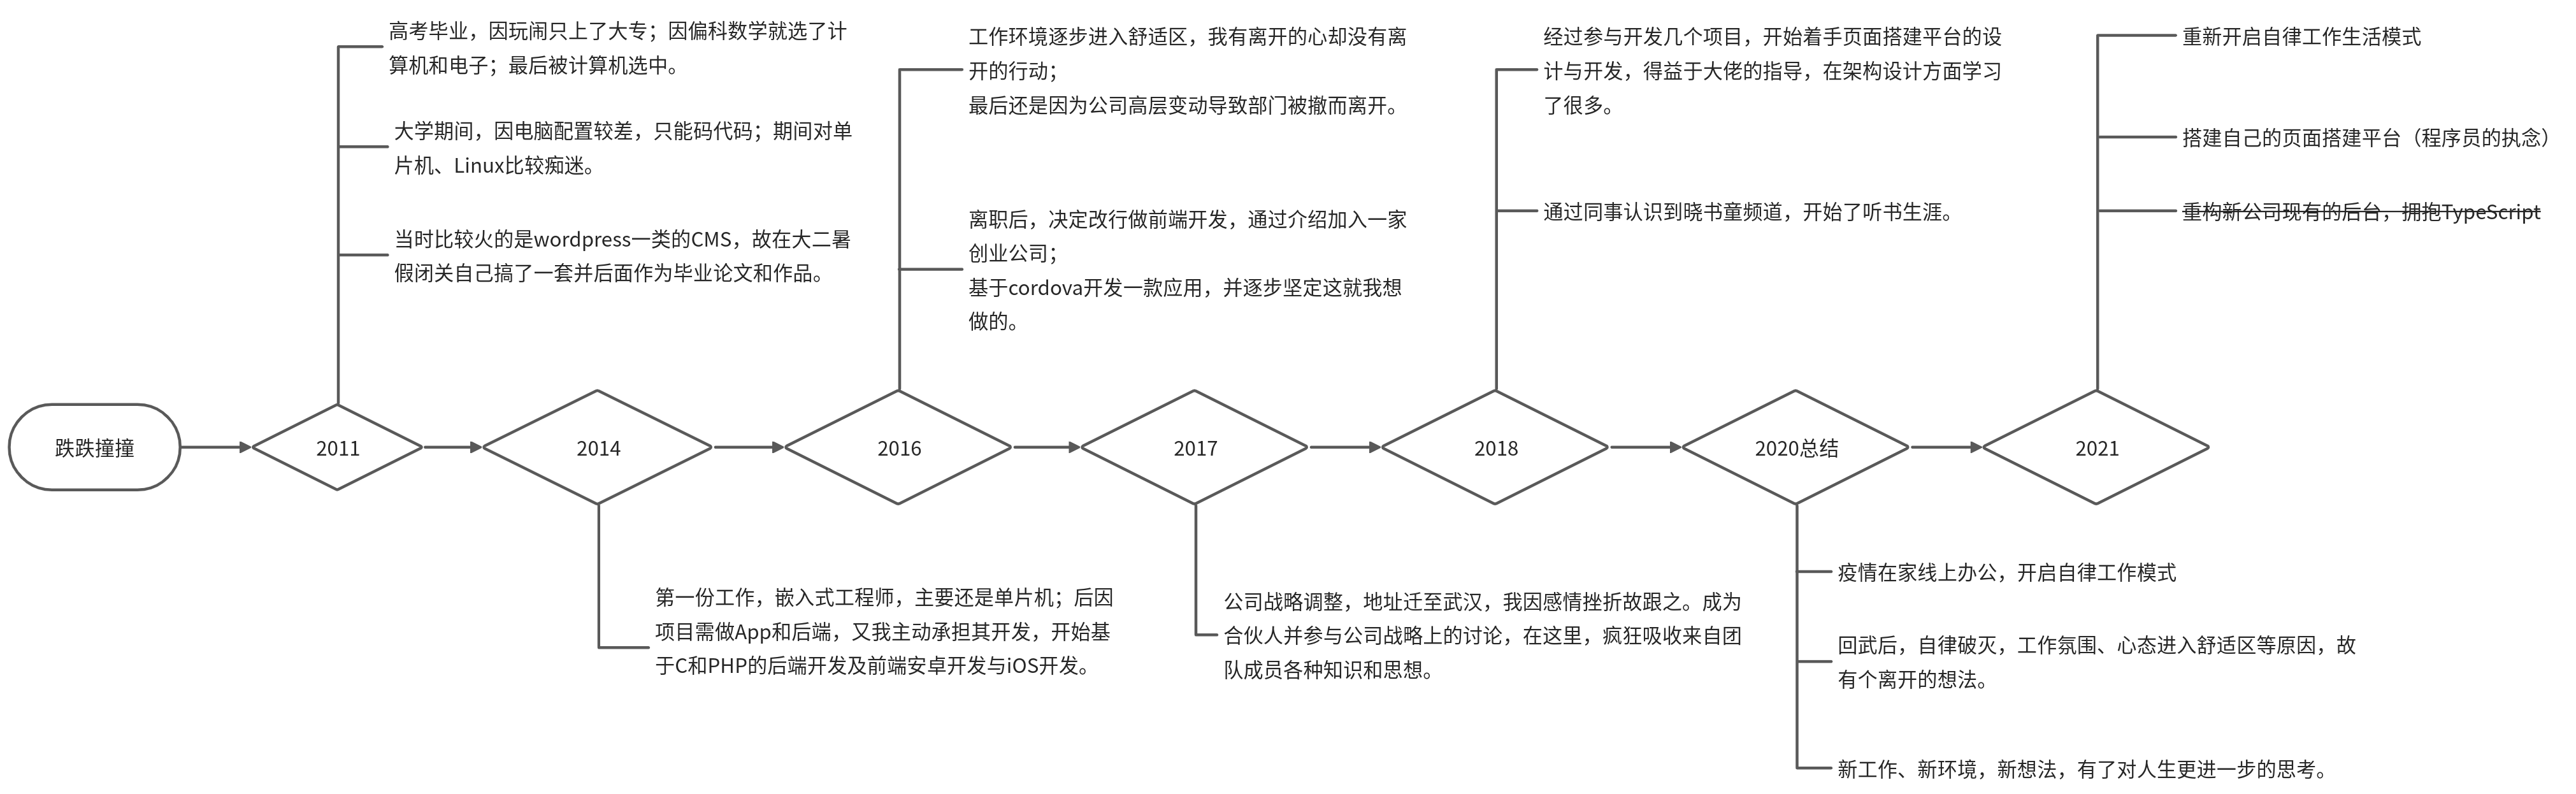 高考毕业，因玩闹只上了大专；因偏科数学就选了计
算机和电子；最后被计算机选中。
大学期间，因电脑配置较差，只能码代码；期间对单
片机、Linux比较痴迷。
当时比较火的是wordpress一类的CMS，故在大二暑
假闭关自己搞了一套并后面作为毕业论文和作品。
工作环境逐步进入舒适区，我有离开的心却没有离
开的行动；
最后还是因为公司高层变动导致部门被撤而离开。
离职后，决定改行做前端开发，通过介绍加入一家
创业公司；
基于cordova开发一款应用，并逐步坚定这就我想
做的。
经过参与开发几个项目，开始着手页面搭建平台的设
计与开发，得益于大佬的指导，在架构设计方面学习
了很多。
通过同事认识到晓书童频道，开始了听书生涯。
重新开启自律工作生活模式
搭建自己的页面搭建平台（程序员的执念）
重构新公司现有的后台，拥抱TypeScript
跌跌撞撞
2011
2014
2016
2017
2018
2020总结
2021
第一份工作，嵌入式工程师，主要还是单片机；后因
项目需做App和后端，又我主动承担其开发，开始基
于C和PHP的后端开发及前端安卓开发与iOS开发。
公司战略调整，地址迁至武汉，我因感情挫折故跟之。成为
合伙人并参与公司战略上的讨论，在这里，疯狂吸收来自团
队成员各种知识和思想。
疫情在家线上办公，开启自律工作模式
回武后，自律破灭，工作氛围、心态进入舒适区等原因，故
有个离开的想法。
新工作、新环境，新想法，有了对人生更进一步的思考。